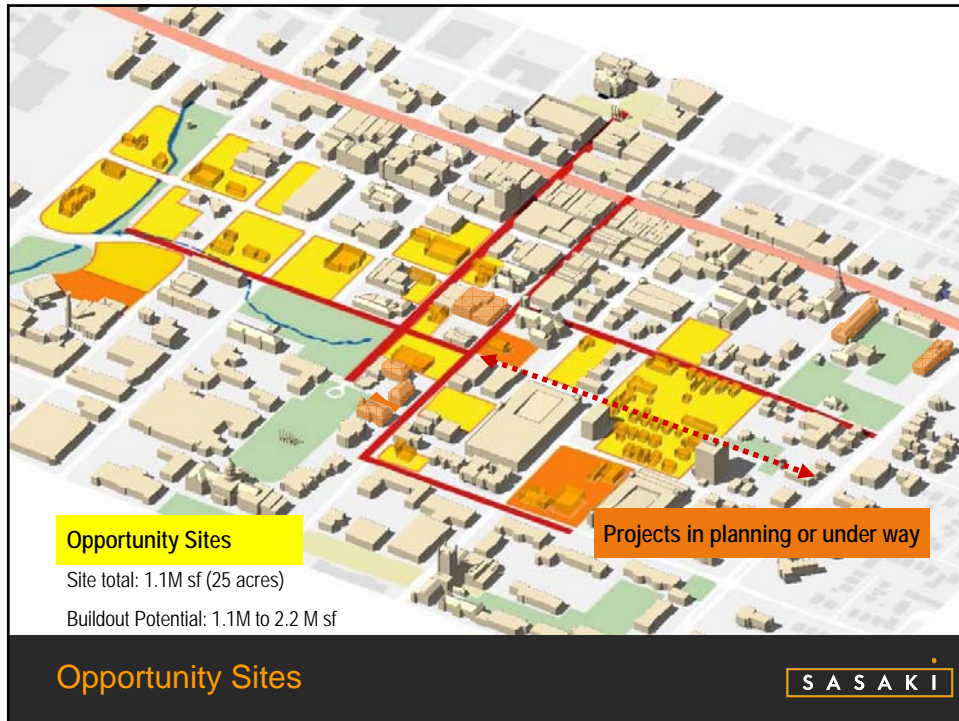 Opportunity Sites
Site total: 1.1M sf (25 acres)
Buildout Potential: 1.1M to 2.2 M sf
Projects in planning or under way
Opportunity Sites
SASAKI